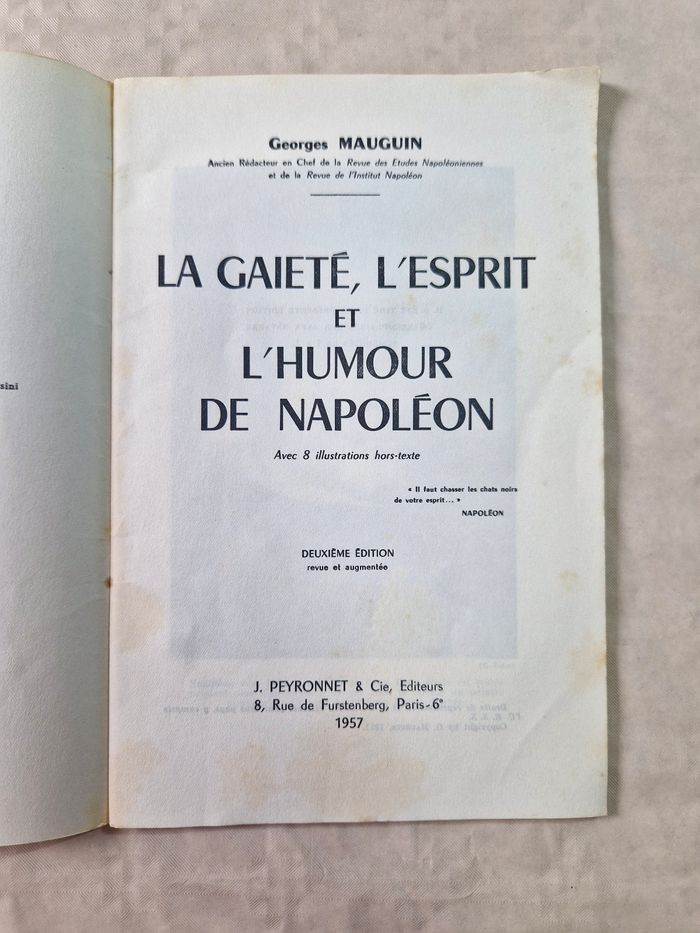 sini
Georges MAUGUIN
Ancien Rédacteur en Chef de la Revue des Etudes Napoléoniennes
et de la Revue de l'Institut Napoléon
LA GAIETÉ, L'ESPRIT
ET
L'HUMOUR
DE NAPOLÉON
Avec 8 illustrations hors-texte
« Il faut chasser les chats noirs
de votre esprit... »
NAPOLÉON
DEUXIÈME ÉDITION
revue et augmentée
J. PEYRONNET & Cie, Editeurs
8, Rue de Furstenberg, Paris-6e
1957